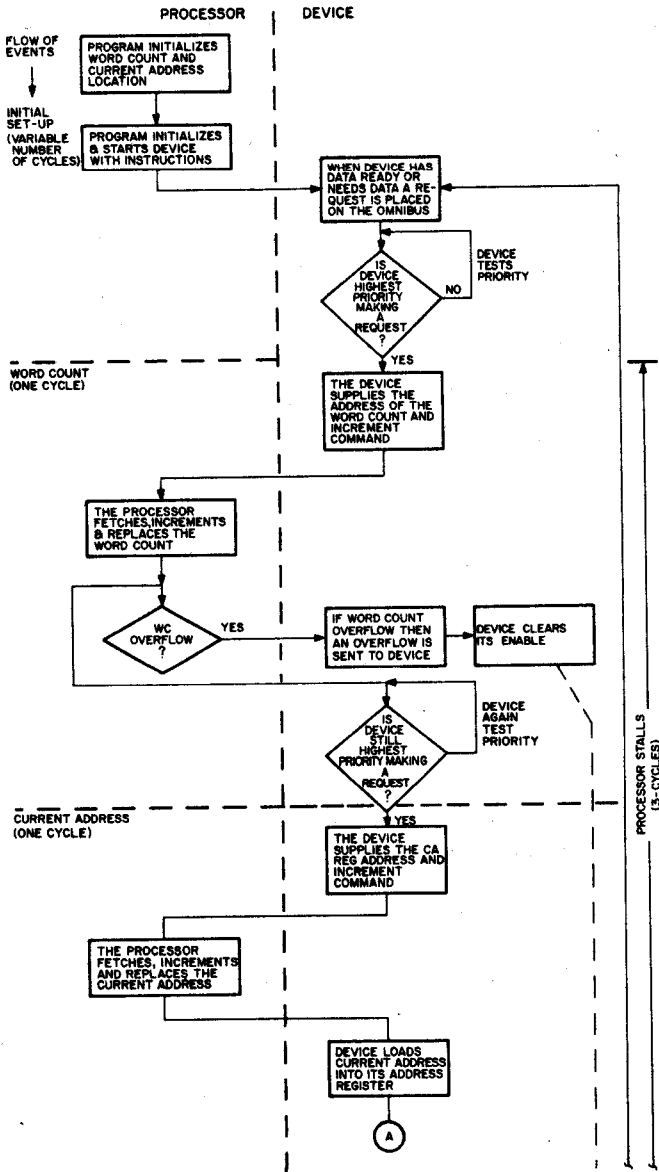 PROCESSOR
DEVICE
FLOW OF
EVENTS
PROGRAM INITIALIZES
WORD COUNT AND
CURRENT ADDRESS
LOCATION
INITIAL
SET-UP
(VARIABLE
NUMBER
OF CYCLES)
PROGRAM INITIALIZES
& STARTS DEVICE
WITH INSTRUCTIONS
WHEN DEVICE HAS
DATA READY OR
NEEDS DATA A RE-
QUEST IS PLACED
ON THE OMNIBUS
IS
DEVICE
HIGHEST
PRIORITY
MAKING
A
REQUEST
?
DEVICE
TESTS
PRIORITY
NO
YES
WORD COUNT
(ONE CYCLE)
THE DEVICE
SUPPLIES THE
ADDRESS OF THE
WORD COUNT AND
INCREMENT
COMMAND
THE PROCESSOR
FETCHES, INCREMENTS
& REPLACES THE
WORD COUNT
WC
OVERFLOW
?
YES
IF WORD COUNT
OVERFLOW THEN
AN OVERFLOW IS
SENT TO DEVICE
DEVICE CLEARS
ITS ENABLE
IS
DEVICE
STILL
HIGHEST
PRIORITY MAKING
A
REQUEST
?
DEVICE
AGAIN
TEST
PRIORITY
PROCESSOR STALLS
(3-CYCLES)
CURRENT ADDRESS
(ONE CYCLE)
YES
THE DEVICE
SUPPLIES THE CA
REG ADDRESS AND
INCREMENT
COMMAND
THE PROCESSOR
FETCHES, INCREMENTS
AND REPLACES THE
CURRENT ADDRESS
DEVICE LOADS
CURRENT ADDRESS
INTO ITS ADDRESS
REGISTER
A